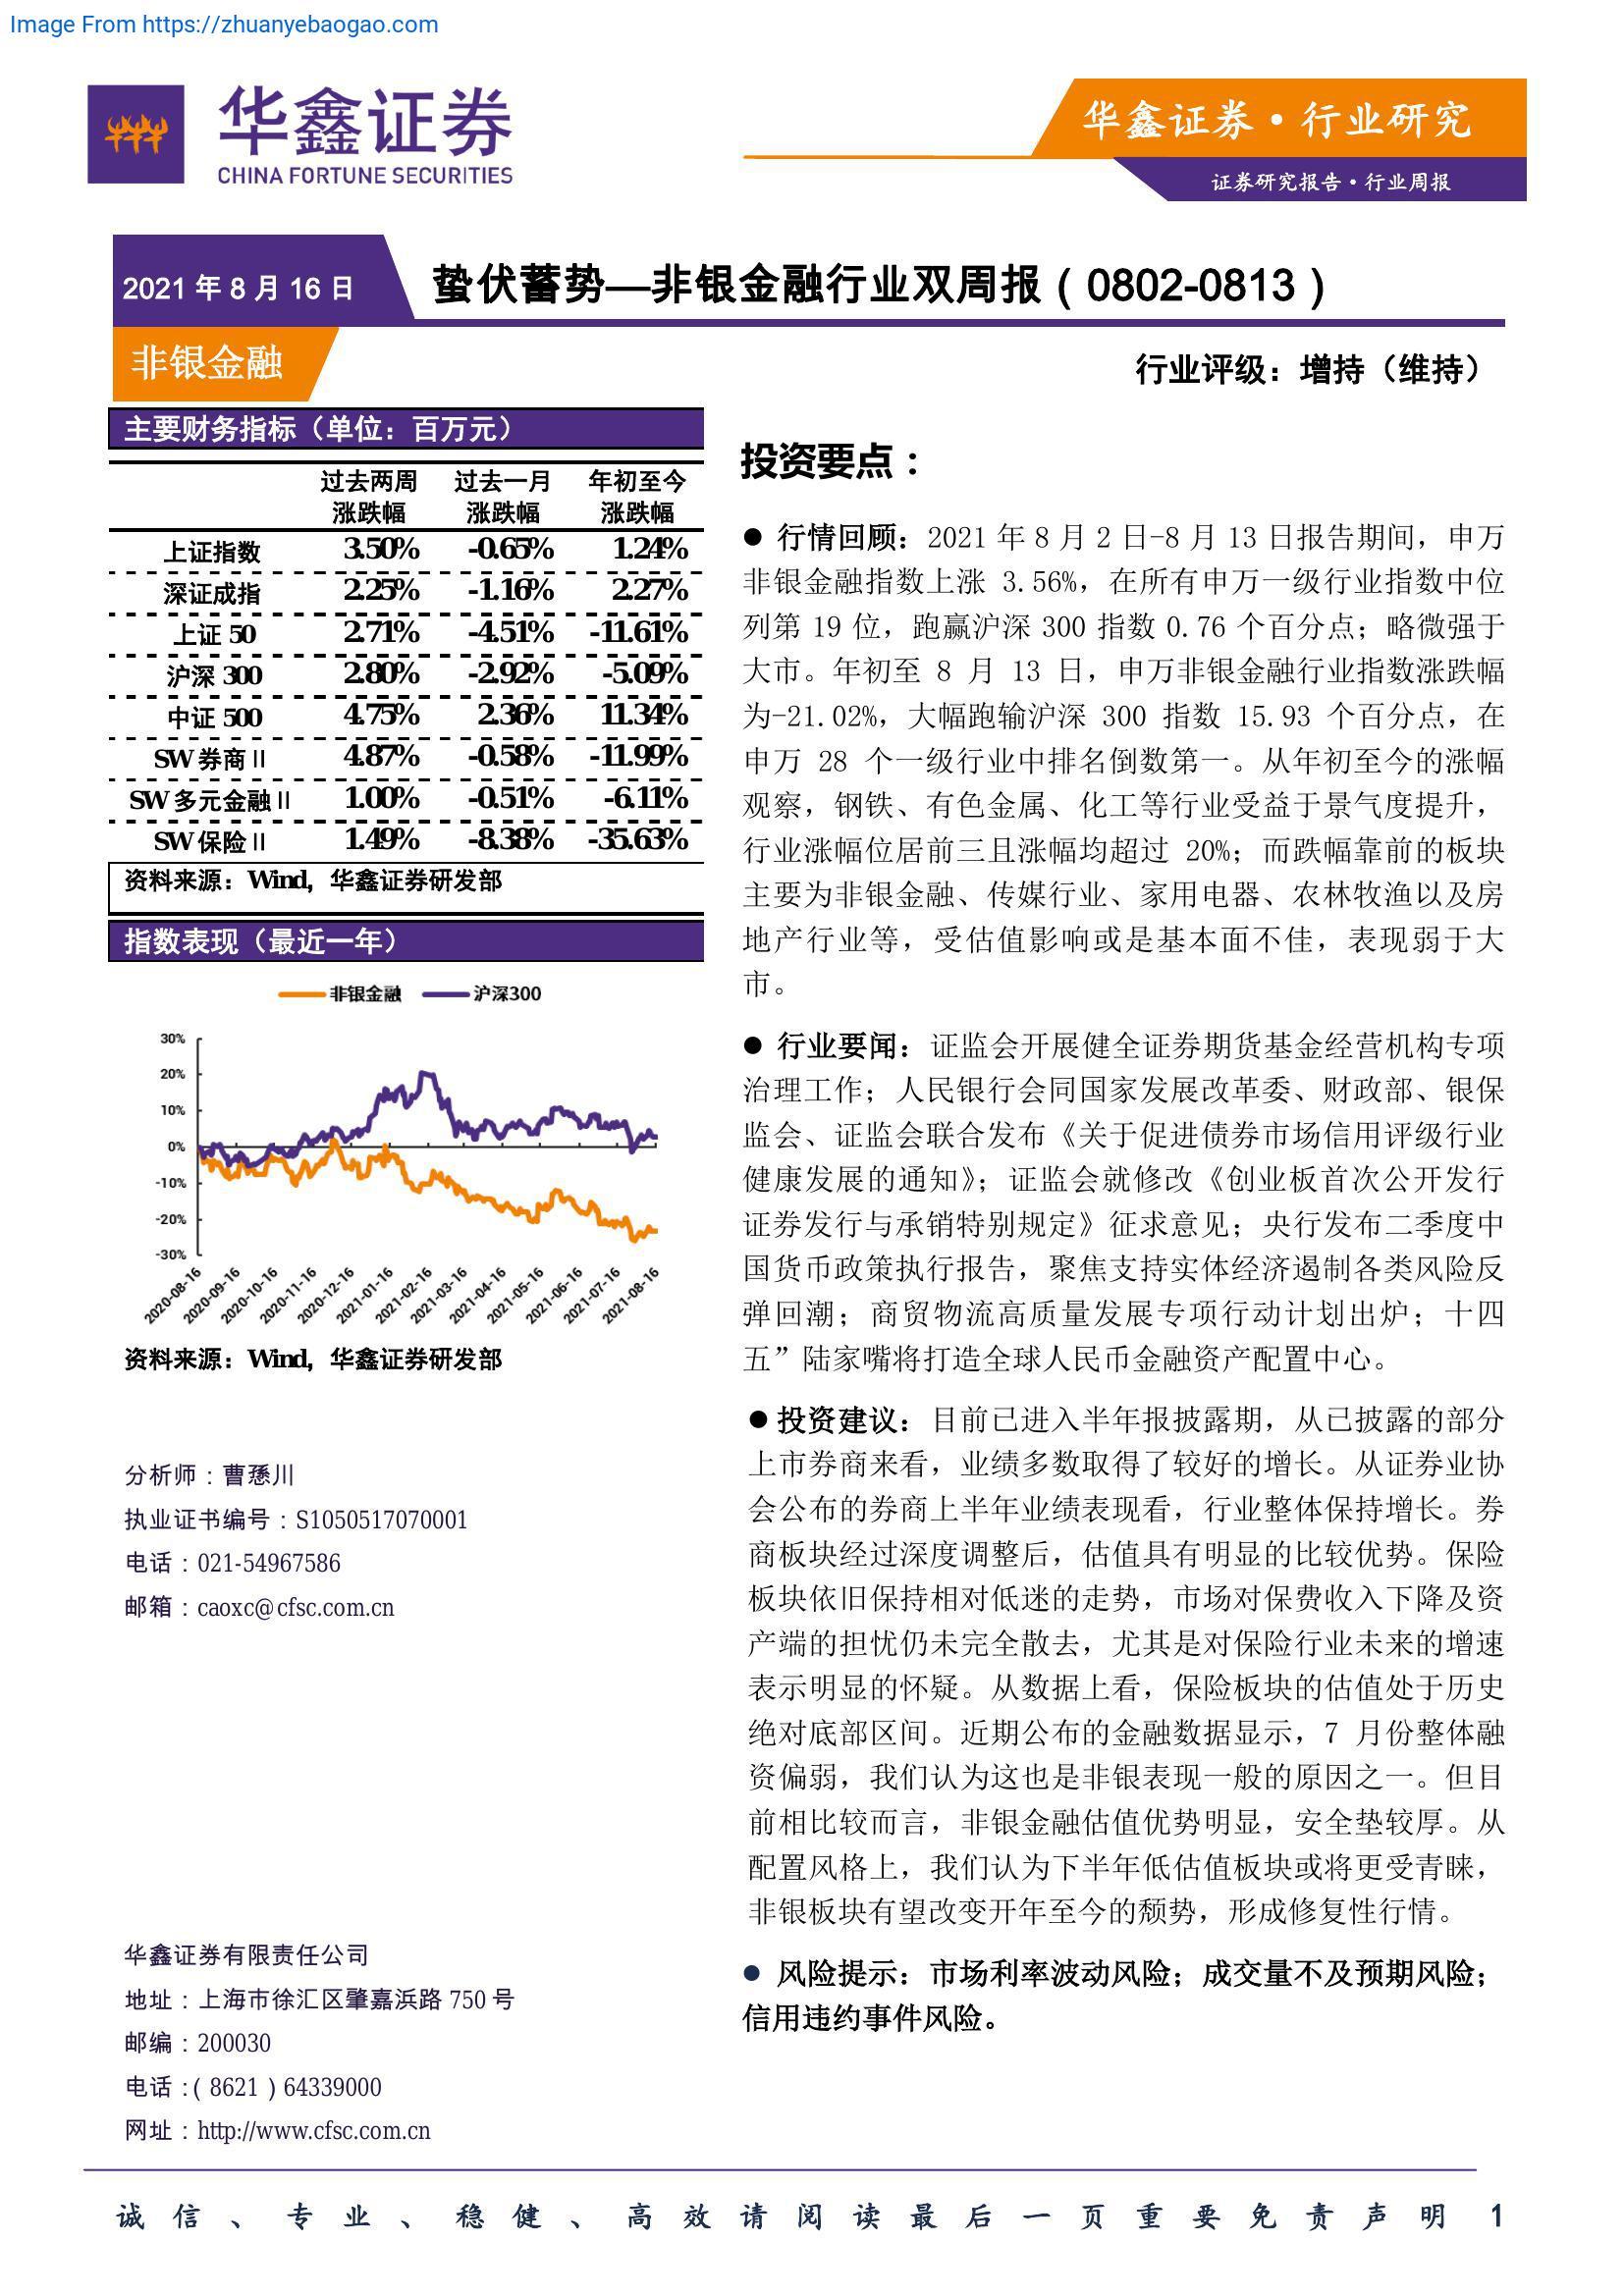 Image From https://zhuanyebaogao.com
华鑫证券
CHINA FORTUNE SECURITIES
华鑫证券·行业研究
证券研究报告·行业周报
2021 年 8 月 16 日
蛰伏蓄势—非银金融行业双周报（0802-0813）
非银金融
行业评级：增持（维持）
主要财务指标（单位：百万元）
过去两周 过去一月 年初至今
涨跌幅 涨跌幅 涨跌幅
上证指数 3.50% -0.65% 1.24%
深证成指 2.25% -1.16% 2.27%
上证 50 2.71% -4.51% -11.61%
沪深 300 2.80% -2.92% -5.09%
中证 500 4.75% 2.36% 11.34%
SW 券商Ⅱ 4.87% -0.58% -11.99%
SW 多元金融Ⅱ 1.00% -0.51% -6.11%
SW 保险Ⅱ 1.49% -8.38% -35.63%
资料来源：Wind，华鑫证券研发部
指数表现（最近一年）
非银金融 沪深300
30%
20%
10%
0%
-10%
-20%
-30%
2020-08-16 2020-09-16 2020-10-16 2020-11-16 2020-12-16 2021-01-16 2021-02-16 2021-03-16 2021-04-16 2021-05-16 2021-06-16 2021-07-16 2021-08-16
资料来源：Wind，华鑫证券研发部
分析师：曹
川
执业证书编号：S1050517070001
电话：021-54967586
邮箱：caoxc@cfsc.com.cn
华鑫证券有限责任公司
地址：上海市徐汇区肇嘉浜路 750 号
邮编：200030
电话：（8621）64339000
网址：http://www.cfsc.com.cn
投资要点：
● 行情回顾：2021 年 8 月 2 日-8 月 13 日报告期间，申万
非银金融指数上涨 3.56%，在所有申万一级行业指数中位
列第 19 位，跑赢沪深 300 指数 0.76 个百分点；略微强于
大市。年初至 8 月 13 日，申万非银金融行业指数涨跌幅
为-21.02%，大幅跑输沪深 300 指数 15.93 个百分点，在
申万 28 个一级行业中排名倒数第一。从年初至今的涨幅
观察，钢铁、有色金属、化工等行业受益于景气度提升，
行业涨幅位居前三且涨幅均超过 20%；而跌幅靠前的板块
主要为非银金融、传媒行业、家用电器、农林牧渔以及房
地产行业等，受估值影响或是基本面不佳，表现弱于大
市。
● 行业要闻：证监会开展健全证券期货基金经营机构专项
治理工作；人民银行会同国家发展改革委、财政部、银保
监会、证监会联合发布《关于促进债券市场信用评级行业
健康发展的通知》；证监会就修改《创业板首次公开发行
证券发行与承销特别规定》征求意见；央行发布二季度中
国货币政策执行报告，聚焦支持实体经济遏制各类风险反
弹回潮；商贸物流高质量发展专项行动计划出炉；十四
五”陆家嘴将打造全球人民币金融资产配置中心。
● 投资建议：目前已进入半年报披露期，从已披露的部分
上市券商来看，业绩多数取得了较好的增长。从证券业协
会公布的券商上半年业绩表现看，行业整体保持增长。券
商板块经过深度调整后，估值具有明显的比较优势。保险
板块依旧保持相对低迷的走势，市场对保费收入下降及资
产端的担忧仍未完全散去，尤其是对保险行业未来的增速
表示明显的怀疑。从数据上看，保险板块的估值处于历史
绝对底部区间。近期公布的金融数据显示，7 月份整体融
资偏弱，我们认为这也是非银表现一般的原因之一。但目
前相比较而言，非银金融估值优势明显，安全垫较厚。从
配置风格上，我们认为下半年低估值板块或将更受青睐，
非银板块有望改变开年至今的颓势，形成修复性行情。
● 风险提示：市场利率波动风险；成交量不及预期风险；
信用违约事件风险。
诚信、专业、稳健、高效请阅读最后一页重要免责声明 1